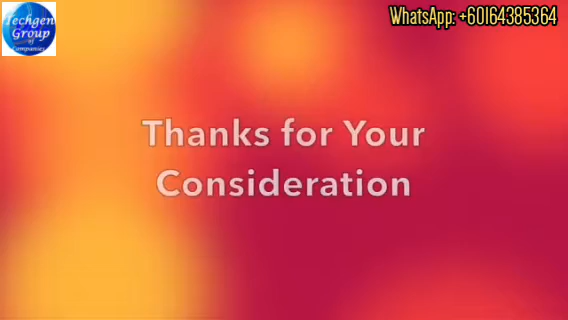 Techgen
Group
of
Companies
WhatsApp: +60164385364
Thanks for Your
Consideration